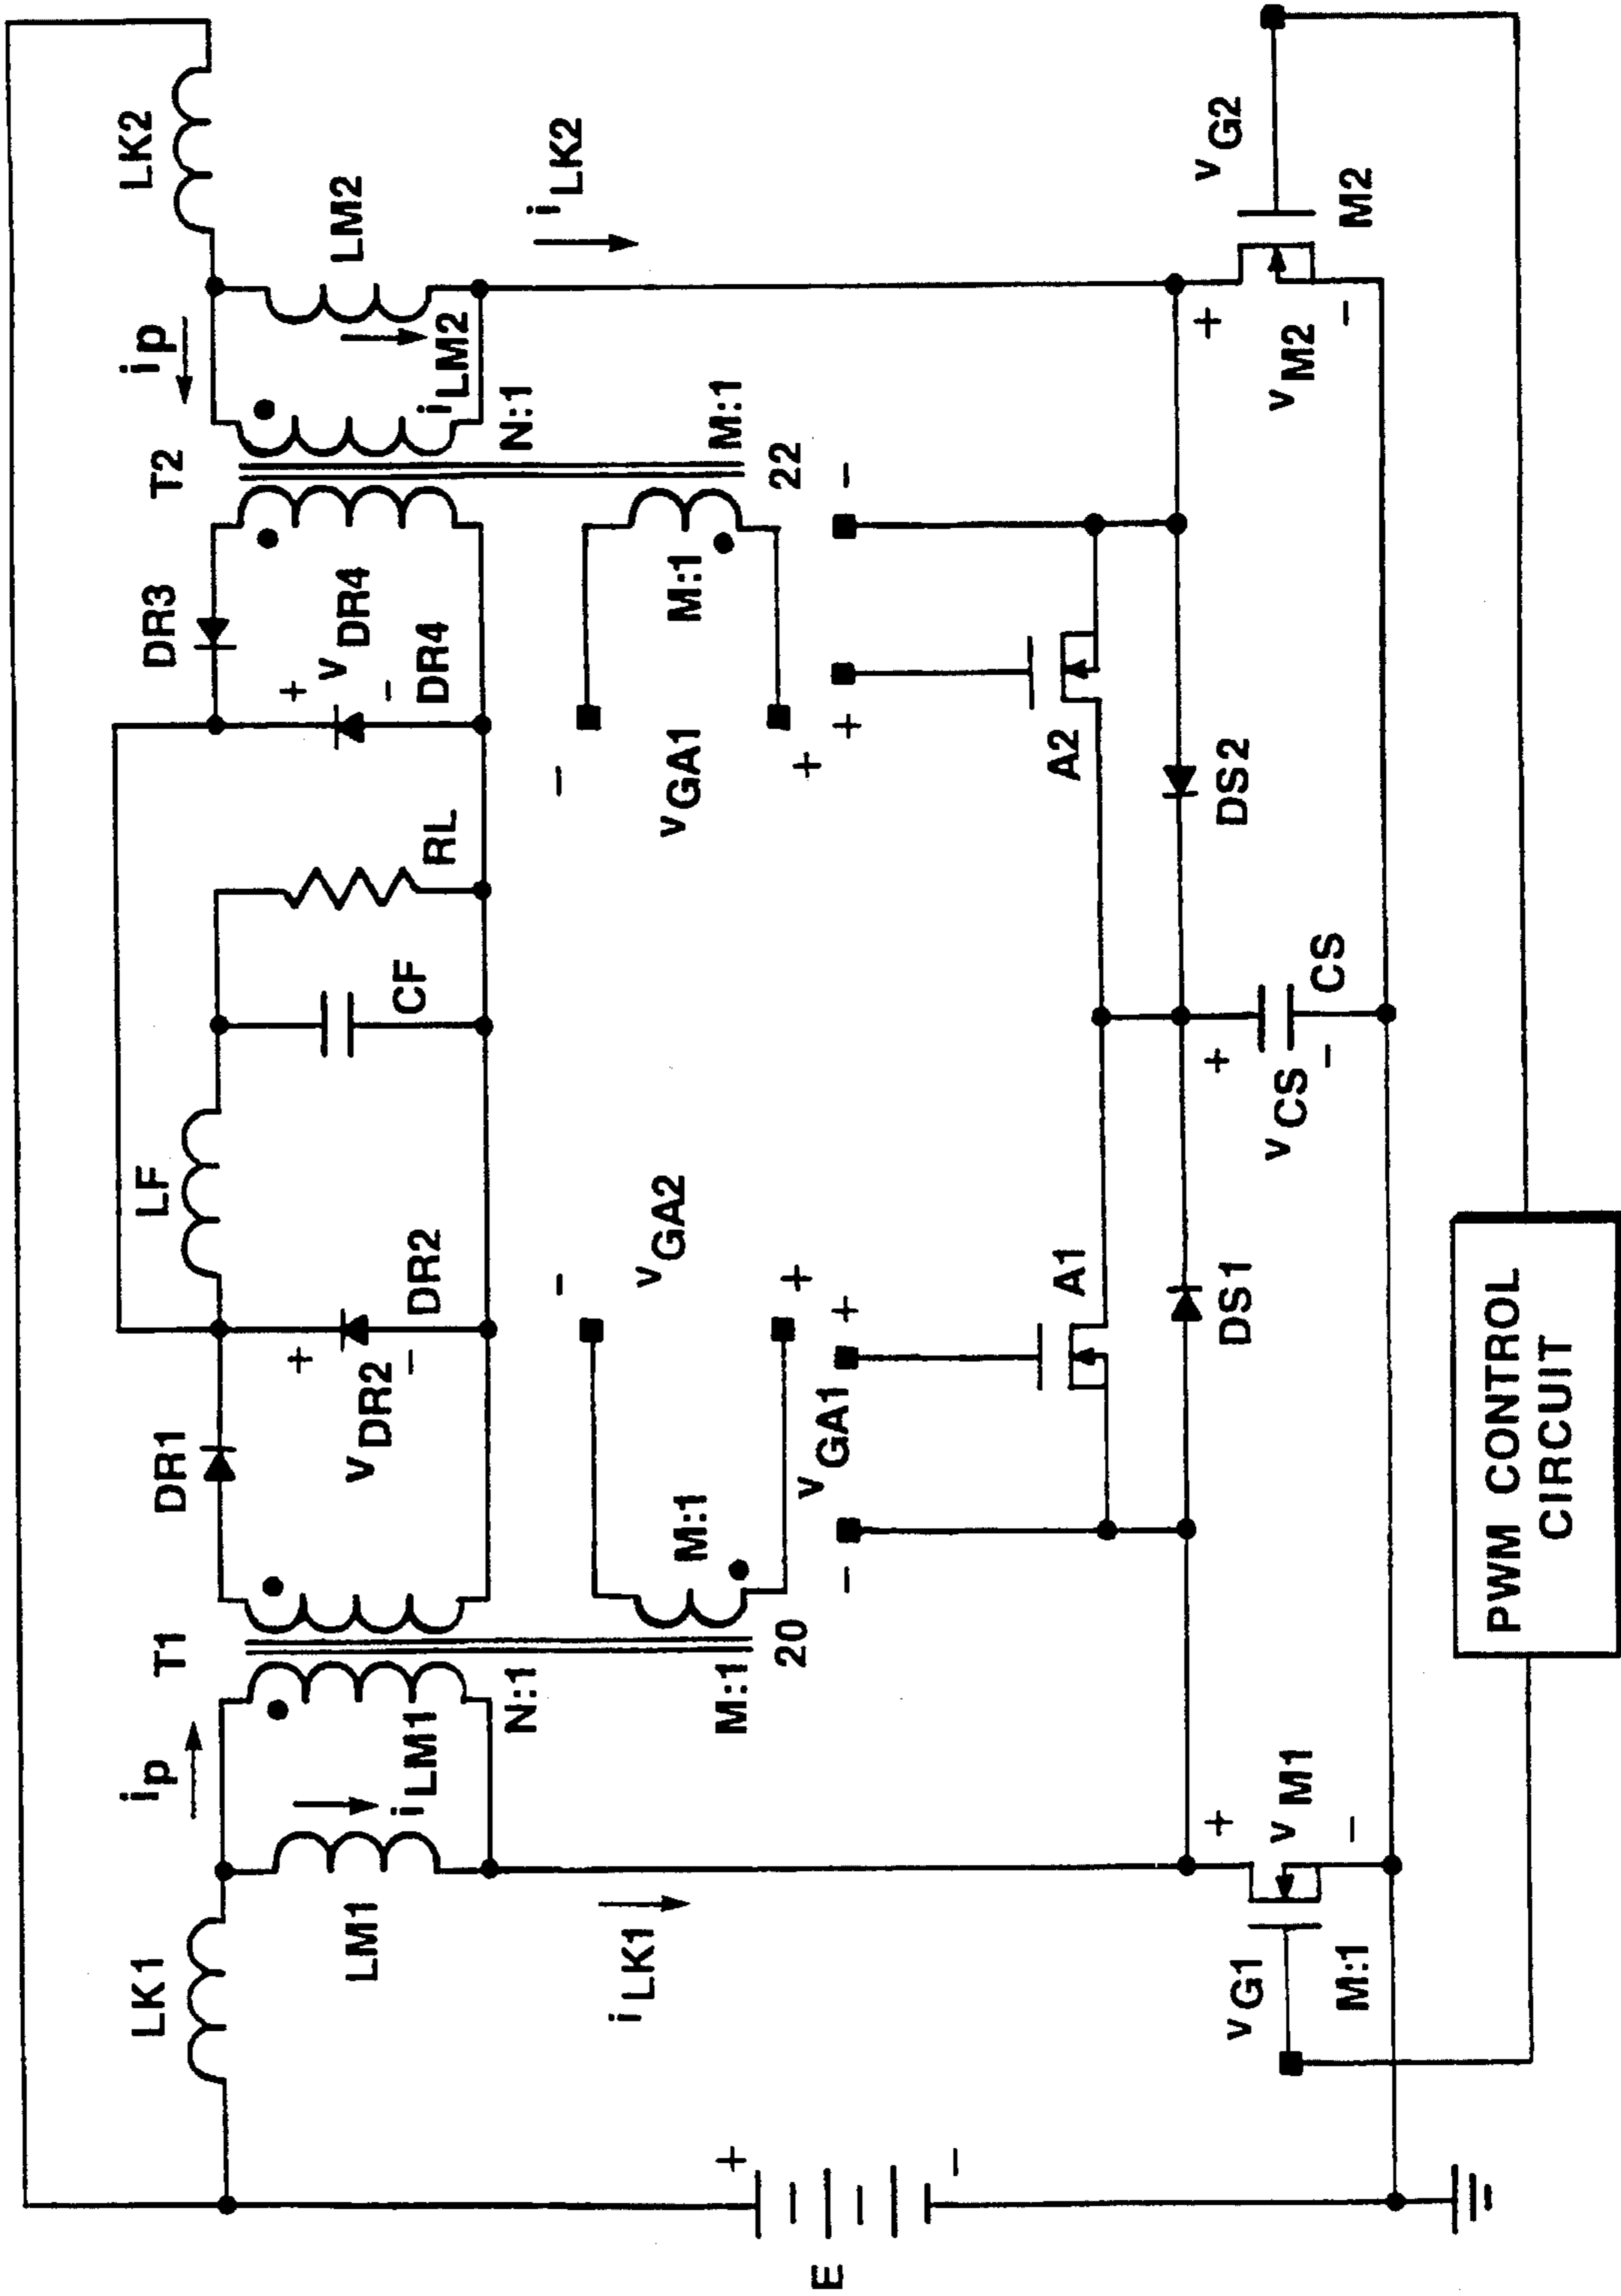 LK1
LM1
iLK1
ip
iLM1
T1
N:1
M:1
20
M:1
DR1
VDR2
+
-
DR2
LF
CF
RL
+
VDR4
-
DR4
DR3
T2
ip
iLM2
N:1
M:1
22
M:1
LM2
iLK2
LK2
-
VGA2
+
-
VGA1
+
-
VGA1
+
A1
DS1
+
VCS
-
CS
A2
DS2
+
-
E
+
-
VG1
M:1
+
VM1
-
+
VM2
-
M2
VG2
PWM CONTROL
CIRCUIT